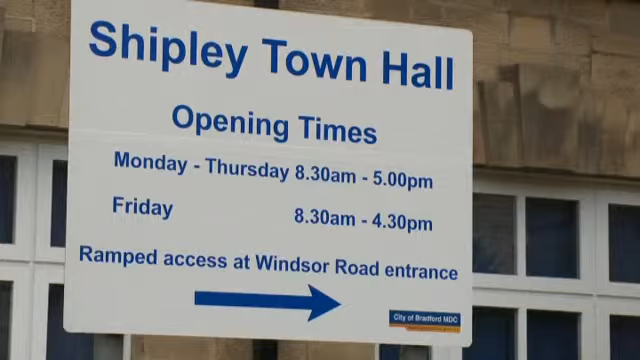 Shipley Town Hall
Opening Times
Monday - Thursday 8.30am - 5.00pm
Friday 8.30am - 4.30pm
Ramped access at Windsor Road entrance
City of Bradford MDC